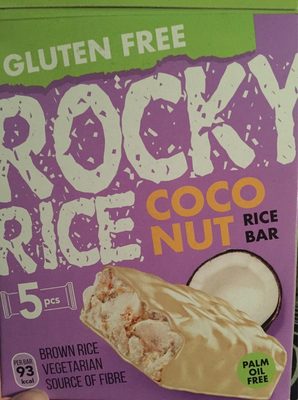 GLUTEN FREE
ROCKY
RICE
COCO
NUT RICE
BAR
5 pcs
PER BAR
93
kcal
BROWN RICE
VEGETARIAN
SOURCE OF FIBRE
PALM
OIL
FREE